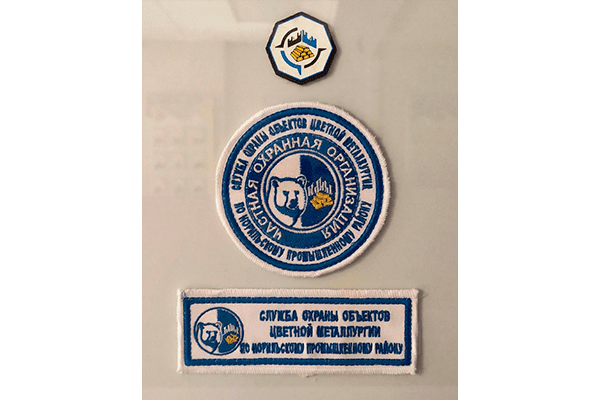 СЛУЖБА ОХРАНЫ ОБЪЕКТОВ ЦВЕТНОЙ МЕТАЛЛУРГИИ
ПО НОРИЛЬСКОМУ ПРОМЫШЛЕННОМУ РАЙОНУ
ЧАСТНАЯ ОХРАННАЯ ОРГАНИЗАЦИЯ
СЛУЖБА ОХРАНЫ ОБЪЕКТОВ
ЦВЕТНОЙ МЕТАЛЛУРГИИ
ПО НОРИЛЬСКОМУ ПРОМЫШЛЕННОМУ РАЙОНУ